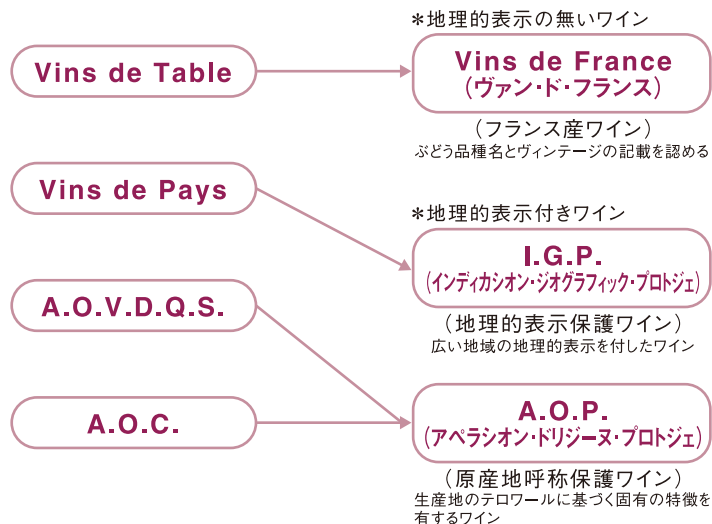 Vins de Table
Vins de Pays
A.O.V.D.Q.S.
A.O.C.
＊地理的表示の無いワイン
Vins de France
（ヴァン・ド・フランス）
（フランス産ワイン）
ぶどう品種名とヴィンテージの記載を認める
＊地理的表示付きワイン
I.G.P.
（インディカシオン・ジオグラフィック・プロトジェ）
（地理的表示保護ワイン）
広い地域の地理的表示を付したワイン
A.O.P.
（アペラシオン・ドリジーヌ・プロトジェ）
（原産地呼称保護ワイン）
生産地のテロワールに基づく固有の特徴を
有するワイン